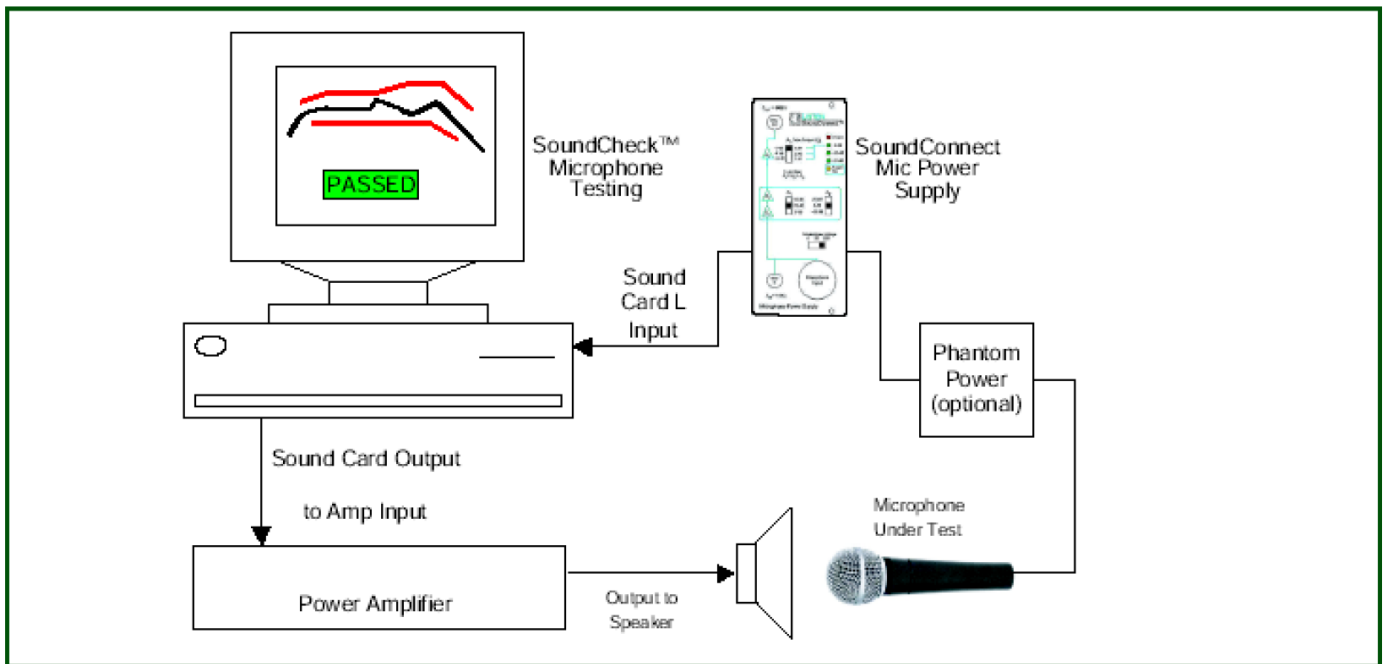 PASSED
SoundCheck™
Microphone
Testing
SoundConnect
Mic Power
Supply
Sound
Card L
Input
Phantom
Power
(optional)
Sound Card Output
to Amp Input
Microphone
Under Test
Power Amplifier
Output to
Speaker